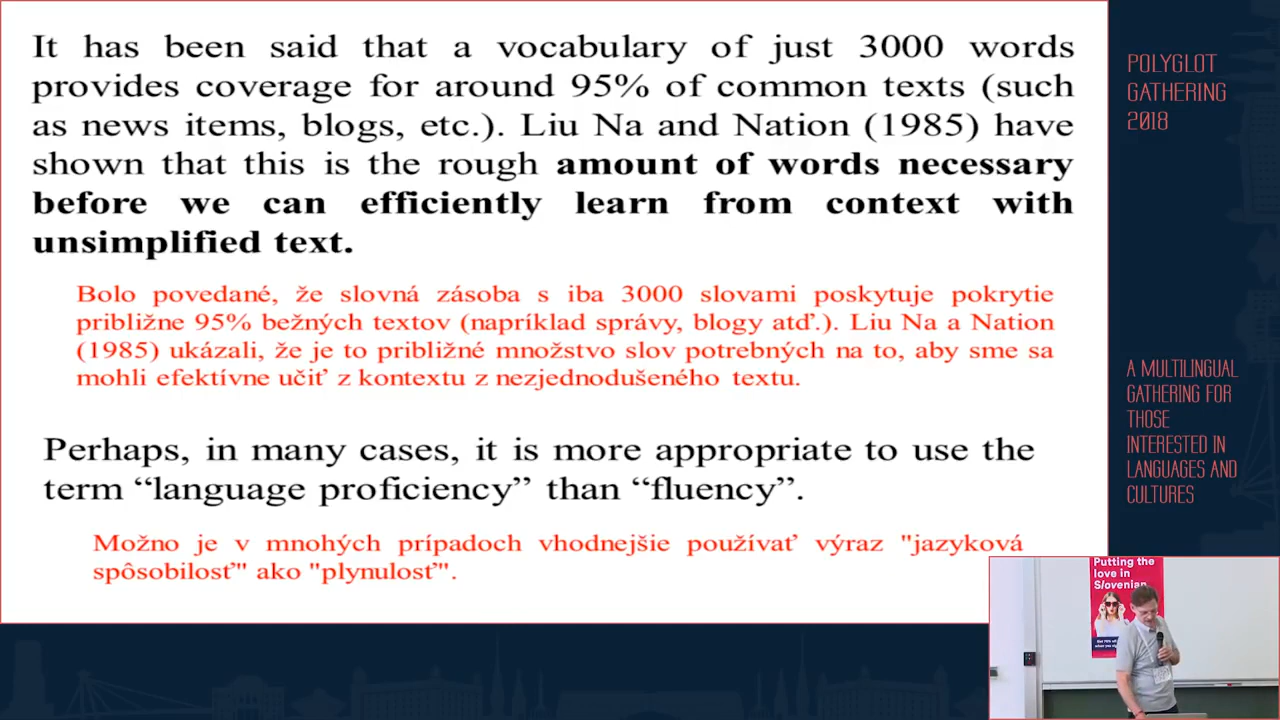 It has been said that a vocabulary of just 3000 words
provides coverage for around 95% of common texts (such
as news items, blogs, etc.). Liu Na and Nation (1985) have
shown that this is the rough amount of words necessary
before we can efficiently learn from context with
unsimplified text.
Bolo povedané, že slovná zásoba s iba 3000 slovami poskytuje pokrytie
približne 95% bežných textov (napríklad správy, blogy atď.). Liu Na a Nation
(1985) ukázali, že je to približné množstvo slov potrebných na to, aby sme sa
mohli efektívne učiť z kontextu z nezjednodušeného textu.
Perhaps, in many cases, it is more appropriate to use the
term “language proficiency” than “fluency”.
Možno je v mnohých prípadoch vhodnejšie používať výraz "jazyková
spôsobilosť" ako "plynulosť".
POLYGLOT
GATHERING
2018
A MULTILINGUAL
GATHERING FOR
THOSE
INTERESTED IN
LANGUAGES AND
CULTURES
Putting the
love in
Slovenian